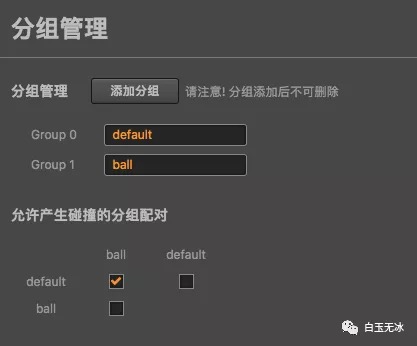 分组管理
分组管理 添加分组 请注意! 分组添加后不可删除
Group 0 default
Group 1 ball
允许产生碰撞的分组配对
ball default
default
ball
白玉无冰